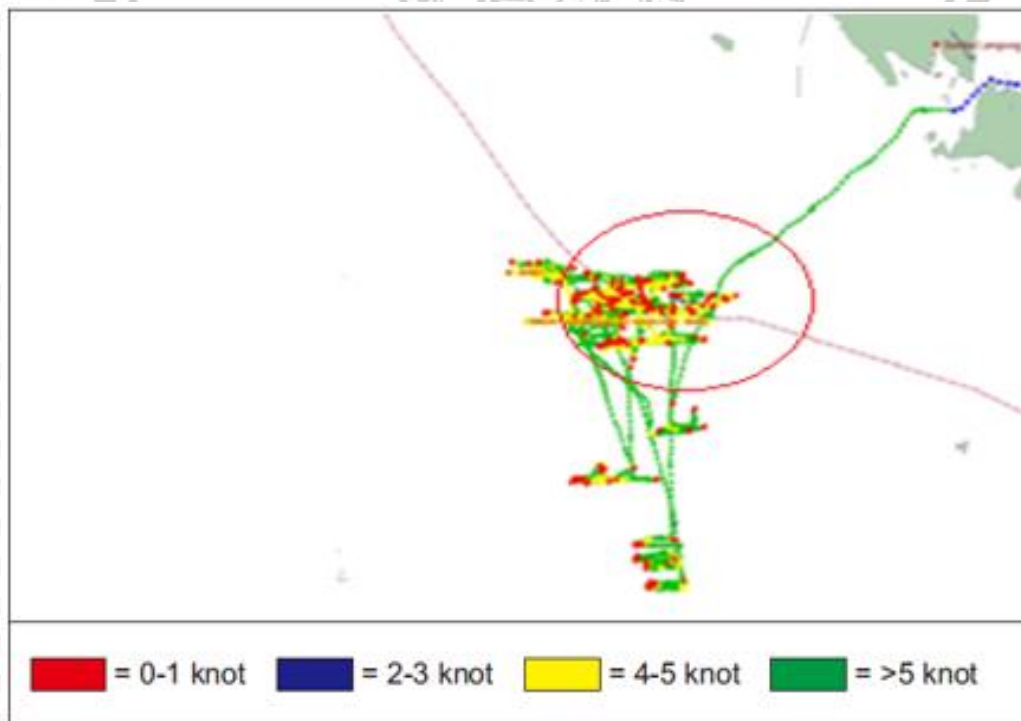 = 0-1 knot
= 2-3 knot
= 4-5 knot
= >5 knot